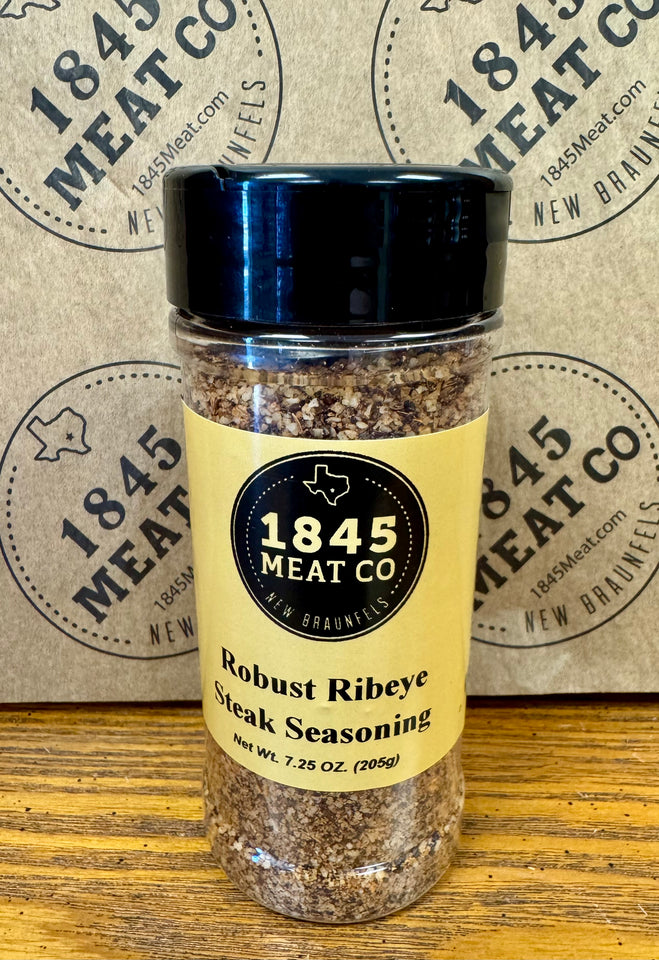 1845
MEAT CO
1845Meat.com
NEW BRAUNFELS
1845
MEAT CO
1845Meat.com
NEW BRAUNFELS
1845
MEAT CO
1845Meat
NEW
845
MEAT CO
1845Meat.com
NEW BRAUNFELS
1845
MEAT CO
NEW BRAUNFELS
Robust Ribeye
Steak Seasoning
Net Wt. 7.25 OZ. (205g)